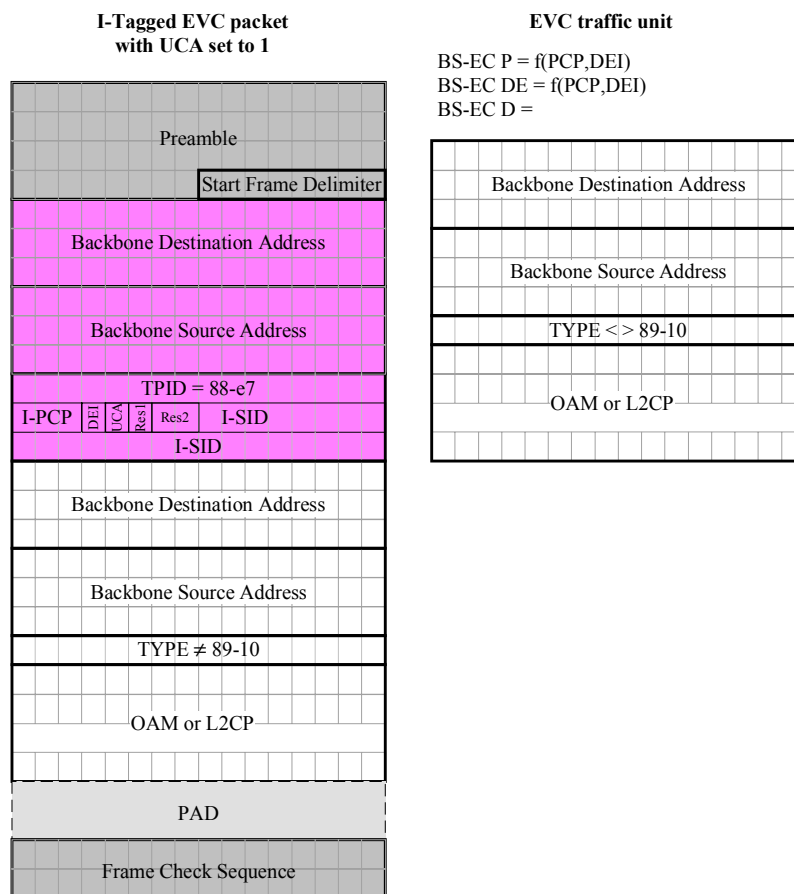 I-Tagged EVC packet
with UCA set to 1
Preamble
Start Frame Delimiter
Backbone Destination Address
Backbone Source Address
TPID = 88-e7
I-PCP DEI UCA Res1 Res2 I-SID
I-SID
Backbone Destination Address
Backbone Source Address
TYPE ≠ 89-10
OAM or L2CP
PAD
Frame Check Sequence
EVC traffic unit
BS-EC P = f(PCP,DEI)
BS-EC DE = f(PCP,DEI)
BS-EC D =
Backbone Destination Address
Backbone Source Address
TYPE < > 89-10
OAM or L2CP